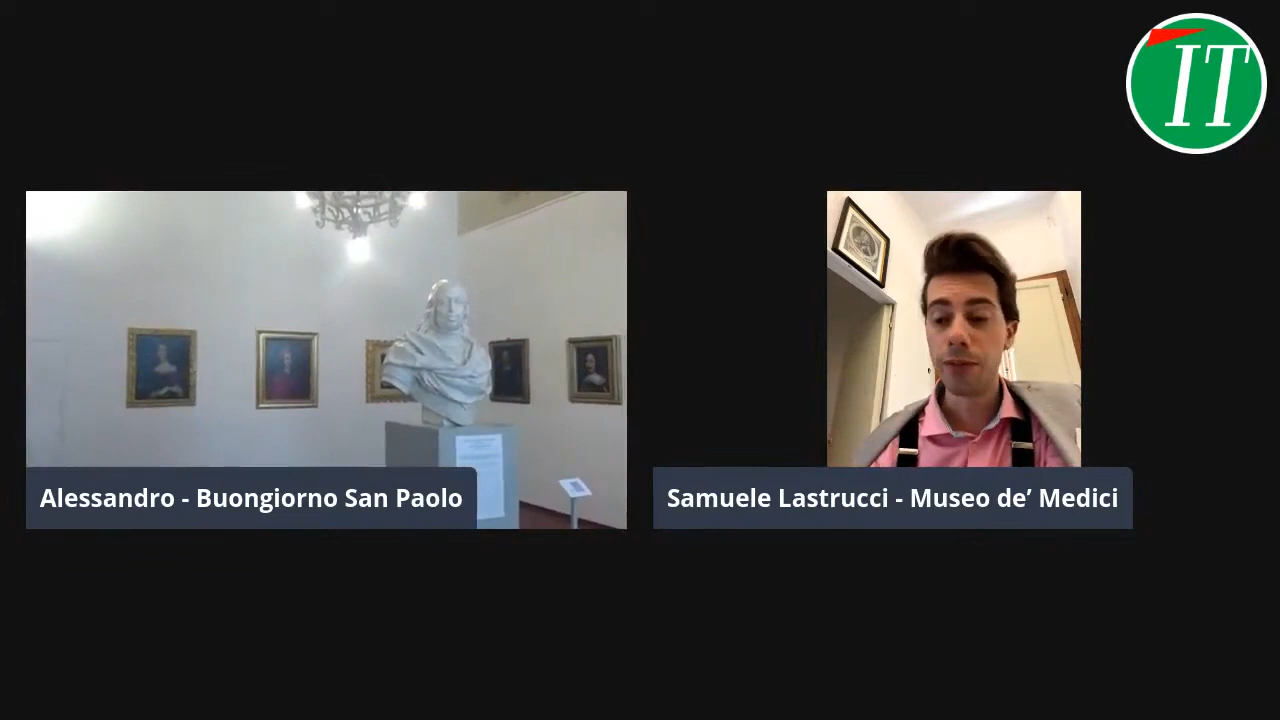 IT
Alessandro - Buongiorno San Paolo
Samuele Lastrucci - Museo de’ Medici